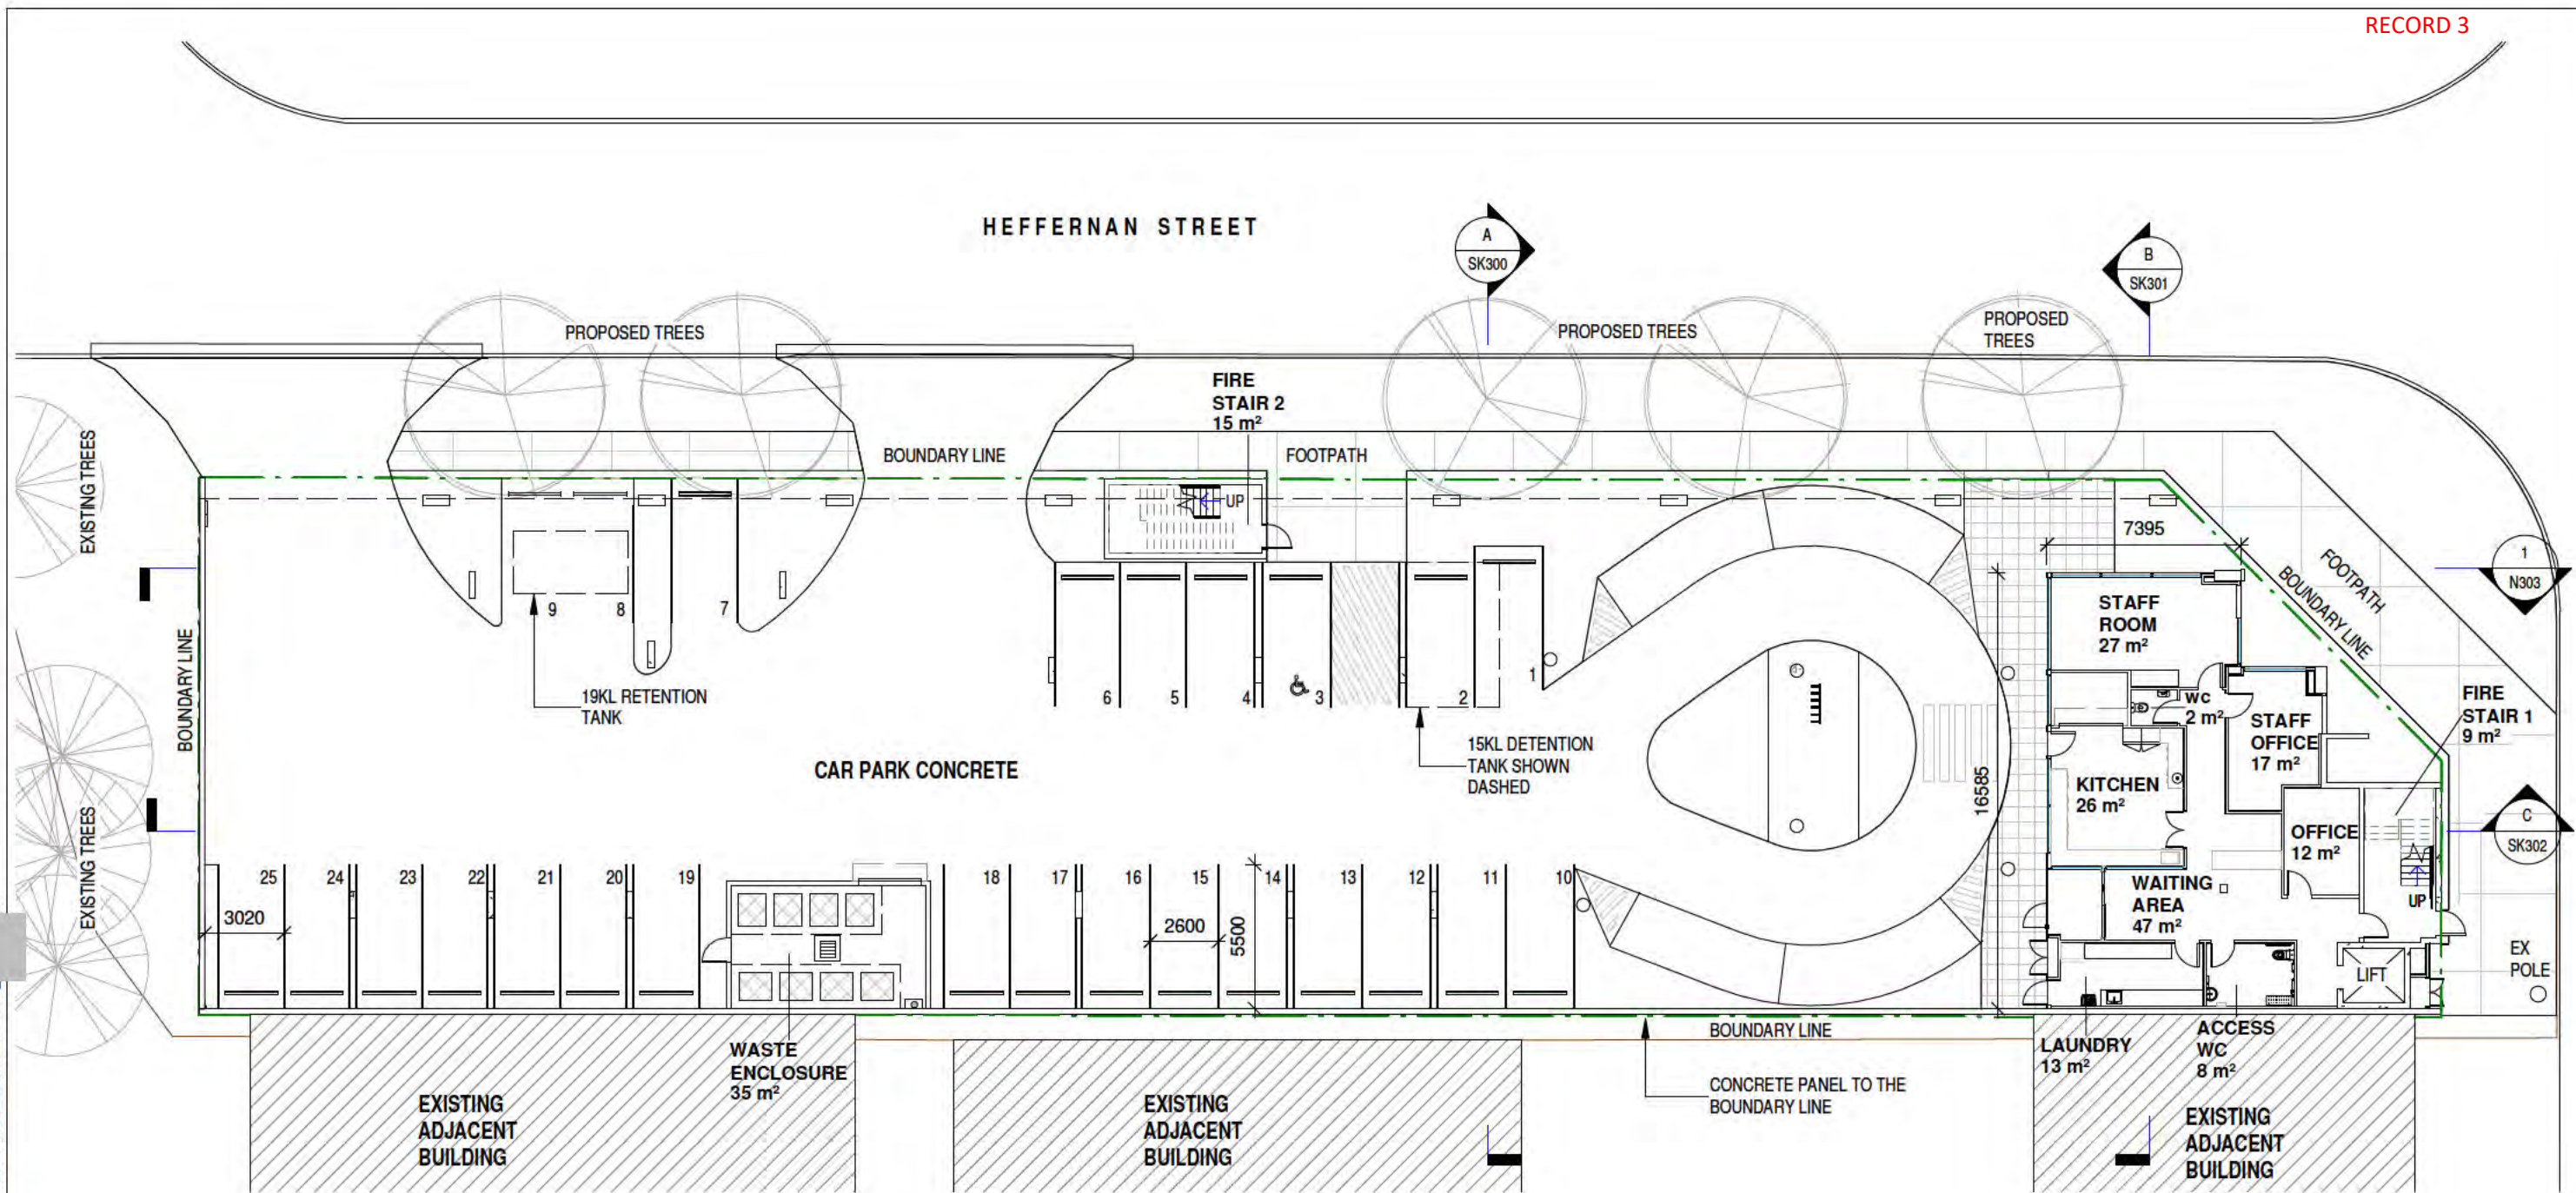 RECORD 3
HEFFERNAN STREET
A
SK300
B
SK301
PROPOSED TREES
PROPOSED TREES
PROPOSED
TREES
FIRE
STAIR 2
15 m²
EXISTING TREES
BOUNDARY LINE
FOOTPATH
UP
7395
1
N303
FOOTPATH
BOUNDARY LINE
STAFF
ROOM
27 m²
9
8
7
19KL RETENTION
TANK
6
5
4
3
2
1
BOUNDARY LINE
WC
2 m²
STAFF
OFFICE
17 m²
FIRE
STAIR 1
9 m²
15KL DETENTION
TANK SHOWN
DASHED
CAR PARK CONCRETE
16585
KITCHEN
26 m²
OFFICE
12 m²
C
SK302
EXISTING TREES
25
24
23
22
21
20
19
18
17
16
15
14
13
12
11
10
3020
2600
5500
WAITING
AREA
47 m²
UP
LIFT
EX
POLE
BOUNDARY LINE
WASTE
ENCLOSURE
35 m²
LAUNDRY
13 m²
ACCESS
WC
8 m²
CONCRETE PANEL TO THE
BOUNDARY LINE
EXISTING
ADJACENT
BUILDING
EXISTING
ADJACENT
BUILDING
EXISTING
ADJACENT
BUILDING